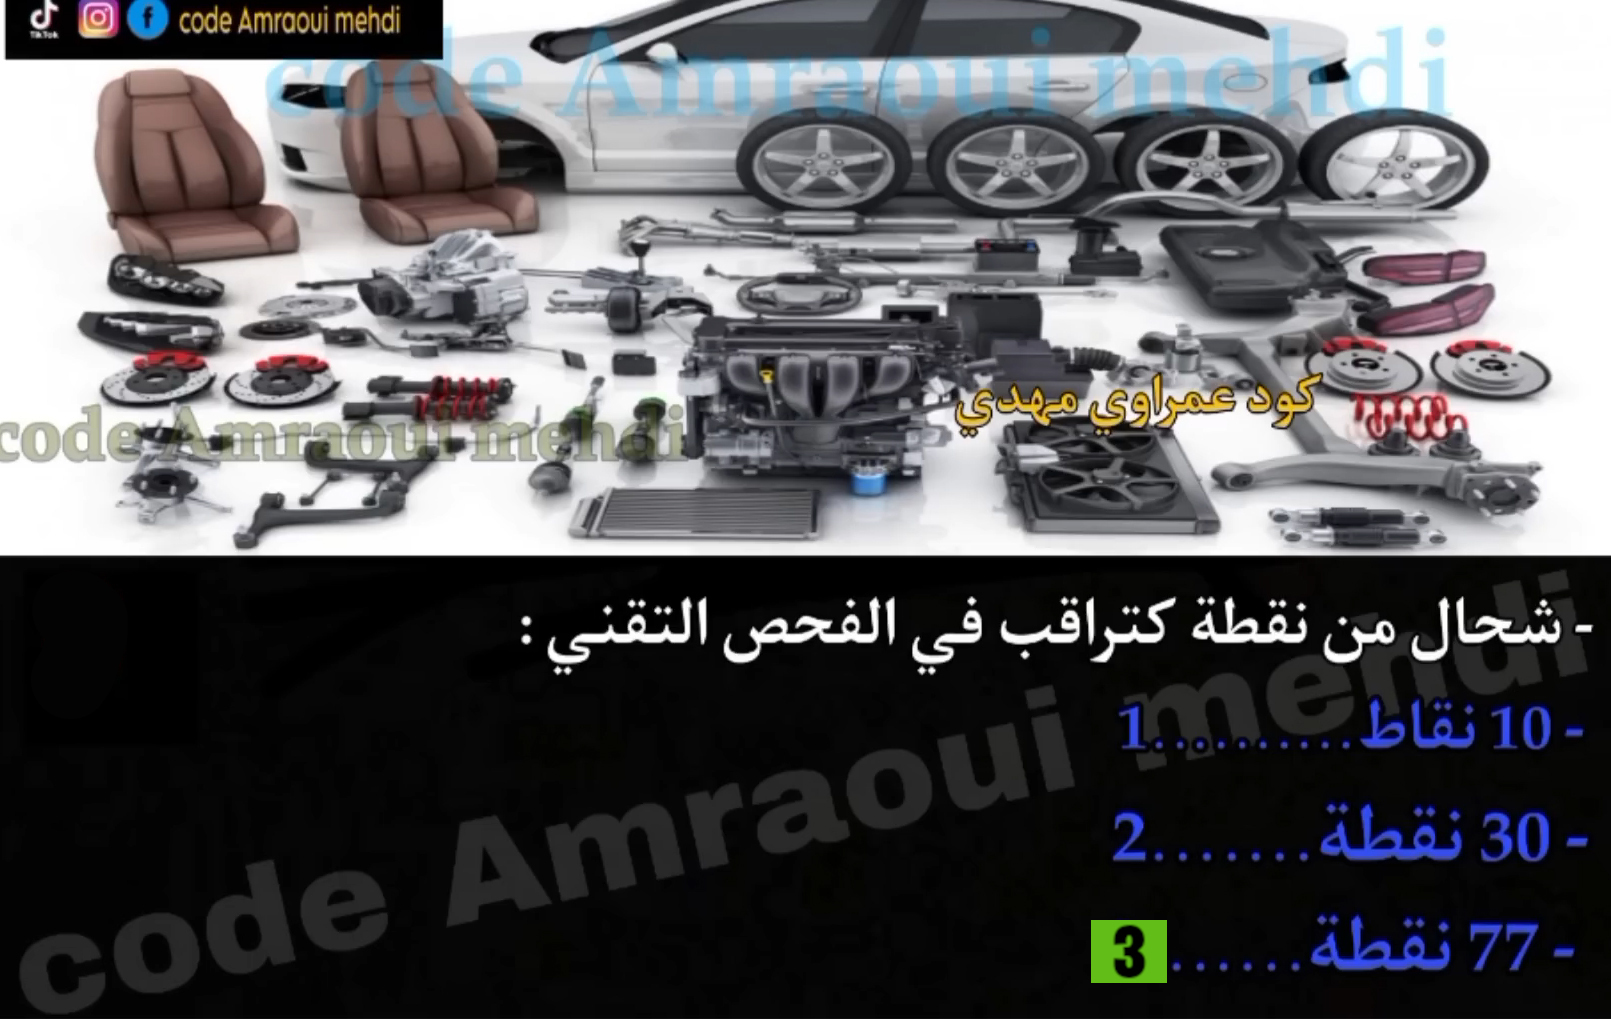 TikTok
code Amraoui mehdi
code Amraoui mehdi
كود عمراوي مهدي
code Amraoui mehdi
- شحال من نقطة كتراقب في الفحص التقني :
- 10 نقاط..........1
- 30 نقطة.......2
- 77 نقطة......3
code Amraoui mehdi